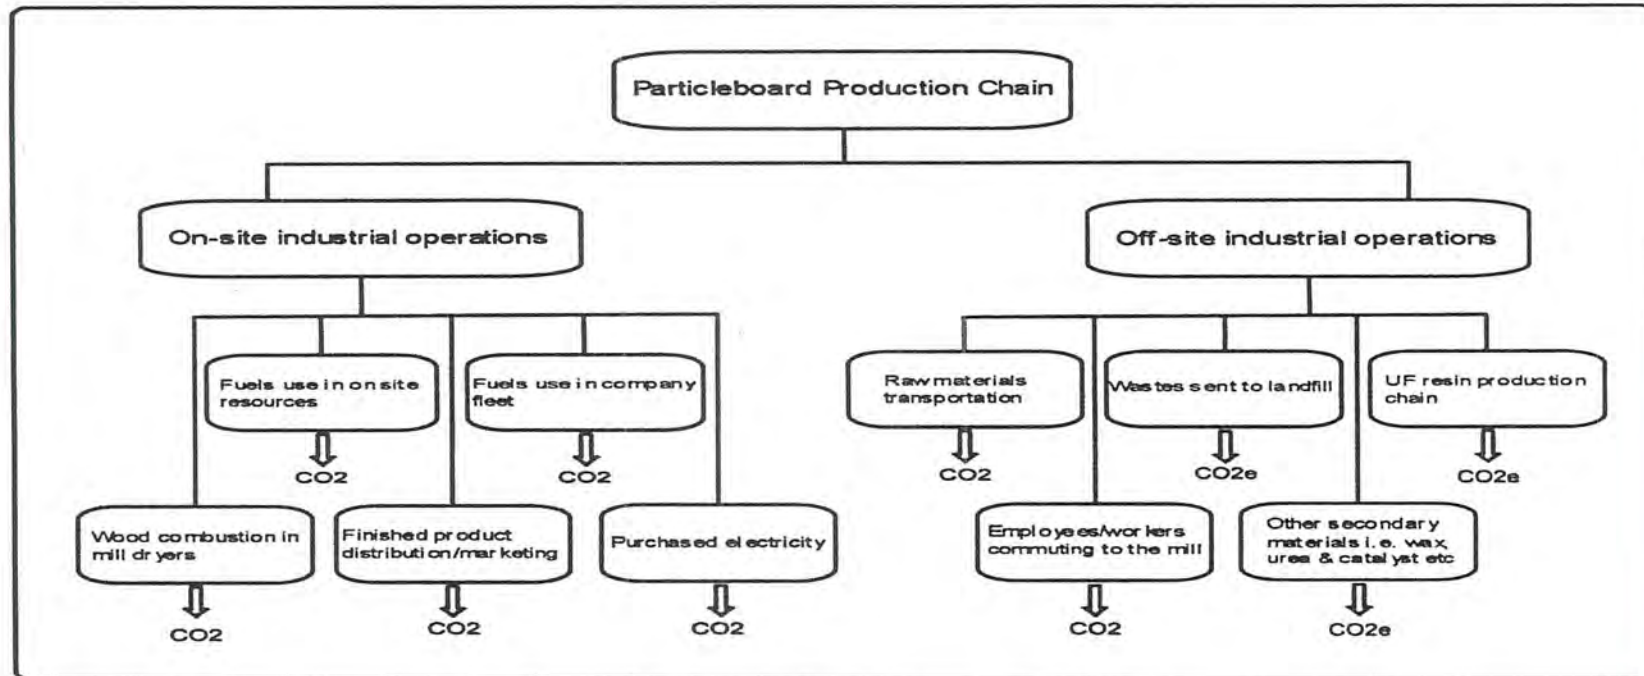 Particleboard Production Chain
On-site industrial operations
Off-site industrial operations
Fuels use in on site
resources
Fuels use in company
fleet
Raw materials
transportation
Wastes sent to landfill
UF resin production
chain
CO2
CO2
CO2
CO2e
CO2e
Wood combustion in
mill dryers
Finished product
distribution/marketing
Purchased electricity
Employees/workers
commuting to the mill
Other secondary
materials i.e. wax,
urea & catalyst etc
CO2
CO2
CO2
CO2
CO2e